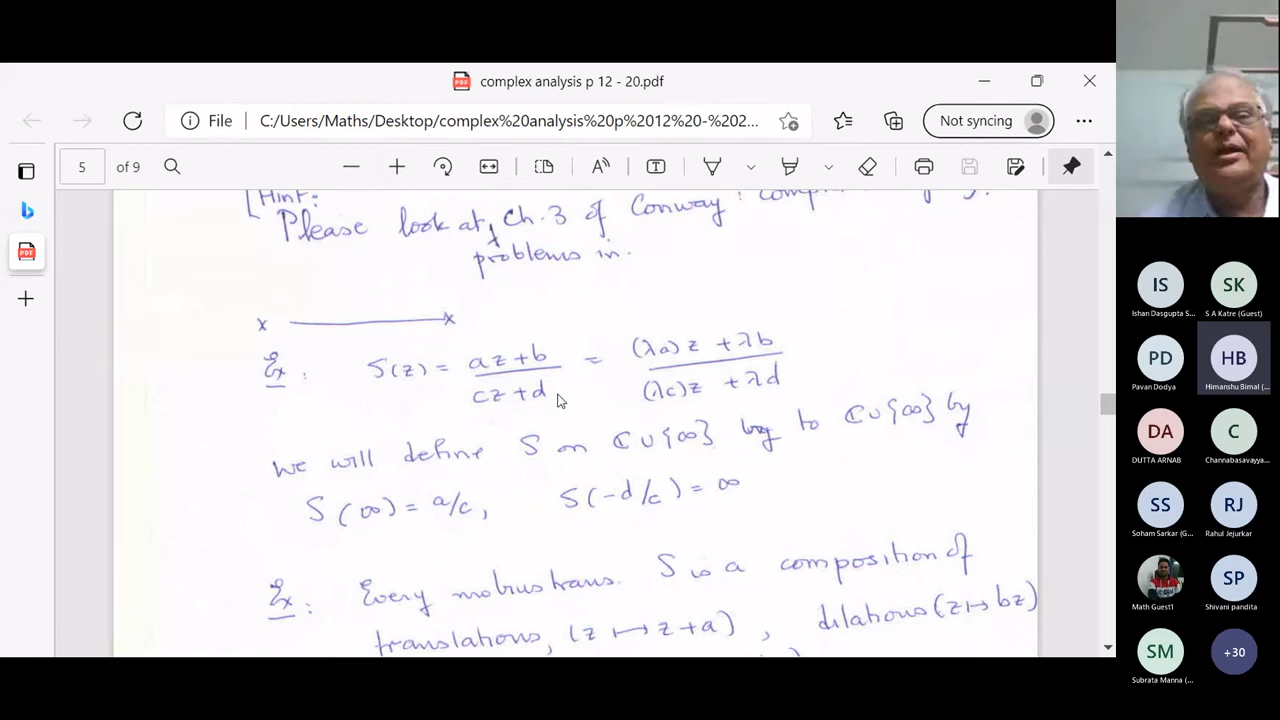 complex analysis p 12 - 20.pdf
File C:/Users/Maths/Desktop/complex%20analysis%20p%2012%20-%202... Not syncing
5 of 9
[Hint:
Please look at Ch.3 of Conway :
problems in.
x ———— x
Ex: S(z) = az+b / cz+d = (λa)z + λb / (λc)z + λd
We will define S on ℂ∪{∞} to ℂ∪{∞} by
S(∞) = a/c, S(-d/c) = ∞
Ex: Every mobius trans. S is a composition of
translations, (z ↦ z+a), dilations (z ↦ bz)
IS SK
Ishan Dasgupta S... S A Katre (Guest)
PD HB
Pavan Dodya Himanshu Bimal (...
DA C
DUTTA ARNAB Channabasavayya...
SS RJ
Soham Sarkar (G... Rahul Jejurkar
SP
Math Guest1 Shivani pandita
SM +30
Subrata Manna (...